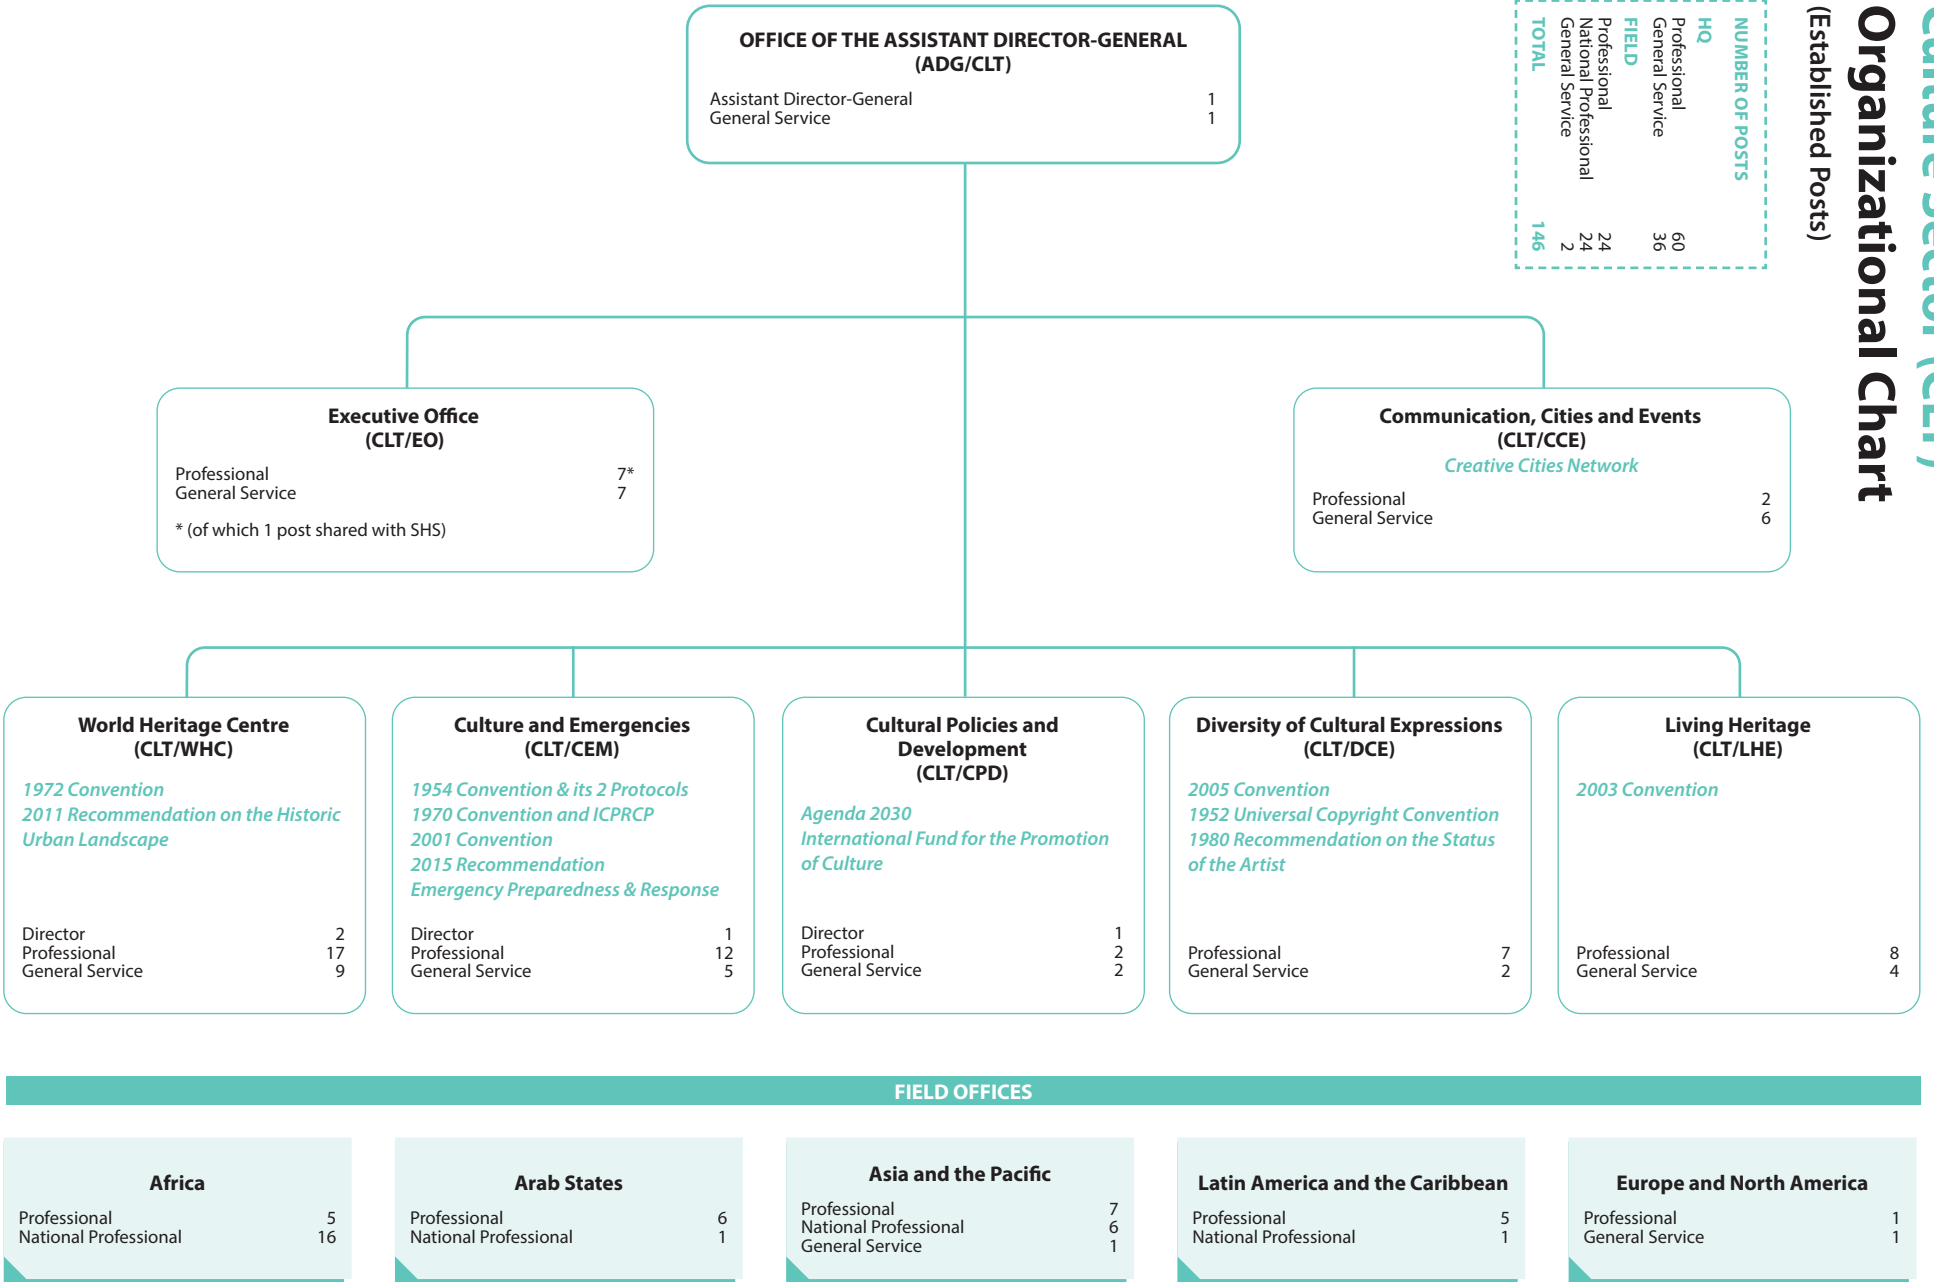 Culture Sector (CLT)
Organizational Chart
(Established Posts)
NUMBER OF POSTS
HQ
Professional 60
General Service 36
FIELD
Professional 24
National Professional 24
General Service 2
TOTAL 146
OFFICE OF THE ASSISTANT DIRECTOR-GENERAL
(ADG/CLT)
Assistant Director-General 1
General Service 1
Executive Office
(CLT/EO)
Professional 7*
General Service 7
* (of which 1 post shared with SHS)
Communication, Cities and Events
(CLT/CCE)
Creative Cities Network
Professional 2
General Service 6
World Heritage Centre
(CLT/WHC)
1972 Convention
2011 Recommendation on the Historic
Urban Landscape
Director 2
Professional 17
General Service 9
Culture and Emergencies
(CLT/CEM)
1954 Convention & its 2 Protocols
1970 Convention and ICPRCP
2001 Convention
2015 Recommendation
Emergency Preparedness & Response
Director 1
Professional 12
General Service 5
Cultural Policies and
Development
(CLT/CPD)
Agenda 2030
International Fund for the Promotion
of Culture
Director 1
Professional 2
General Service 2
Diversity of Cultural Expressions
(CLT/DCE)
2005 Convention
1952 Universal Copyright Convention
1980 Recommendation on the Status
of the Artist
Professional 7
General Service 2
Living Heritage
(CLT/LHE)
2003 Convention
Professional 8
General Service 4
FIELD OFFICES
Africa
Professional 5
National Professional 16
Arab States
Professional 6
National Professional 1
Asia and the Pacific
Professional 7
National Professional 6
General Service 1
Latin America and the Caribbean
Professional 5
National Professional 1
Europe and North America
Professional 1
General Service 1